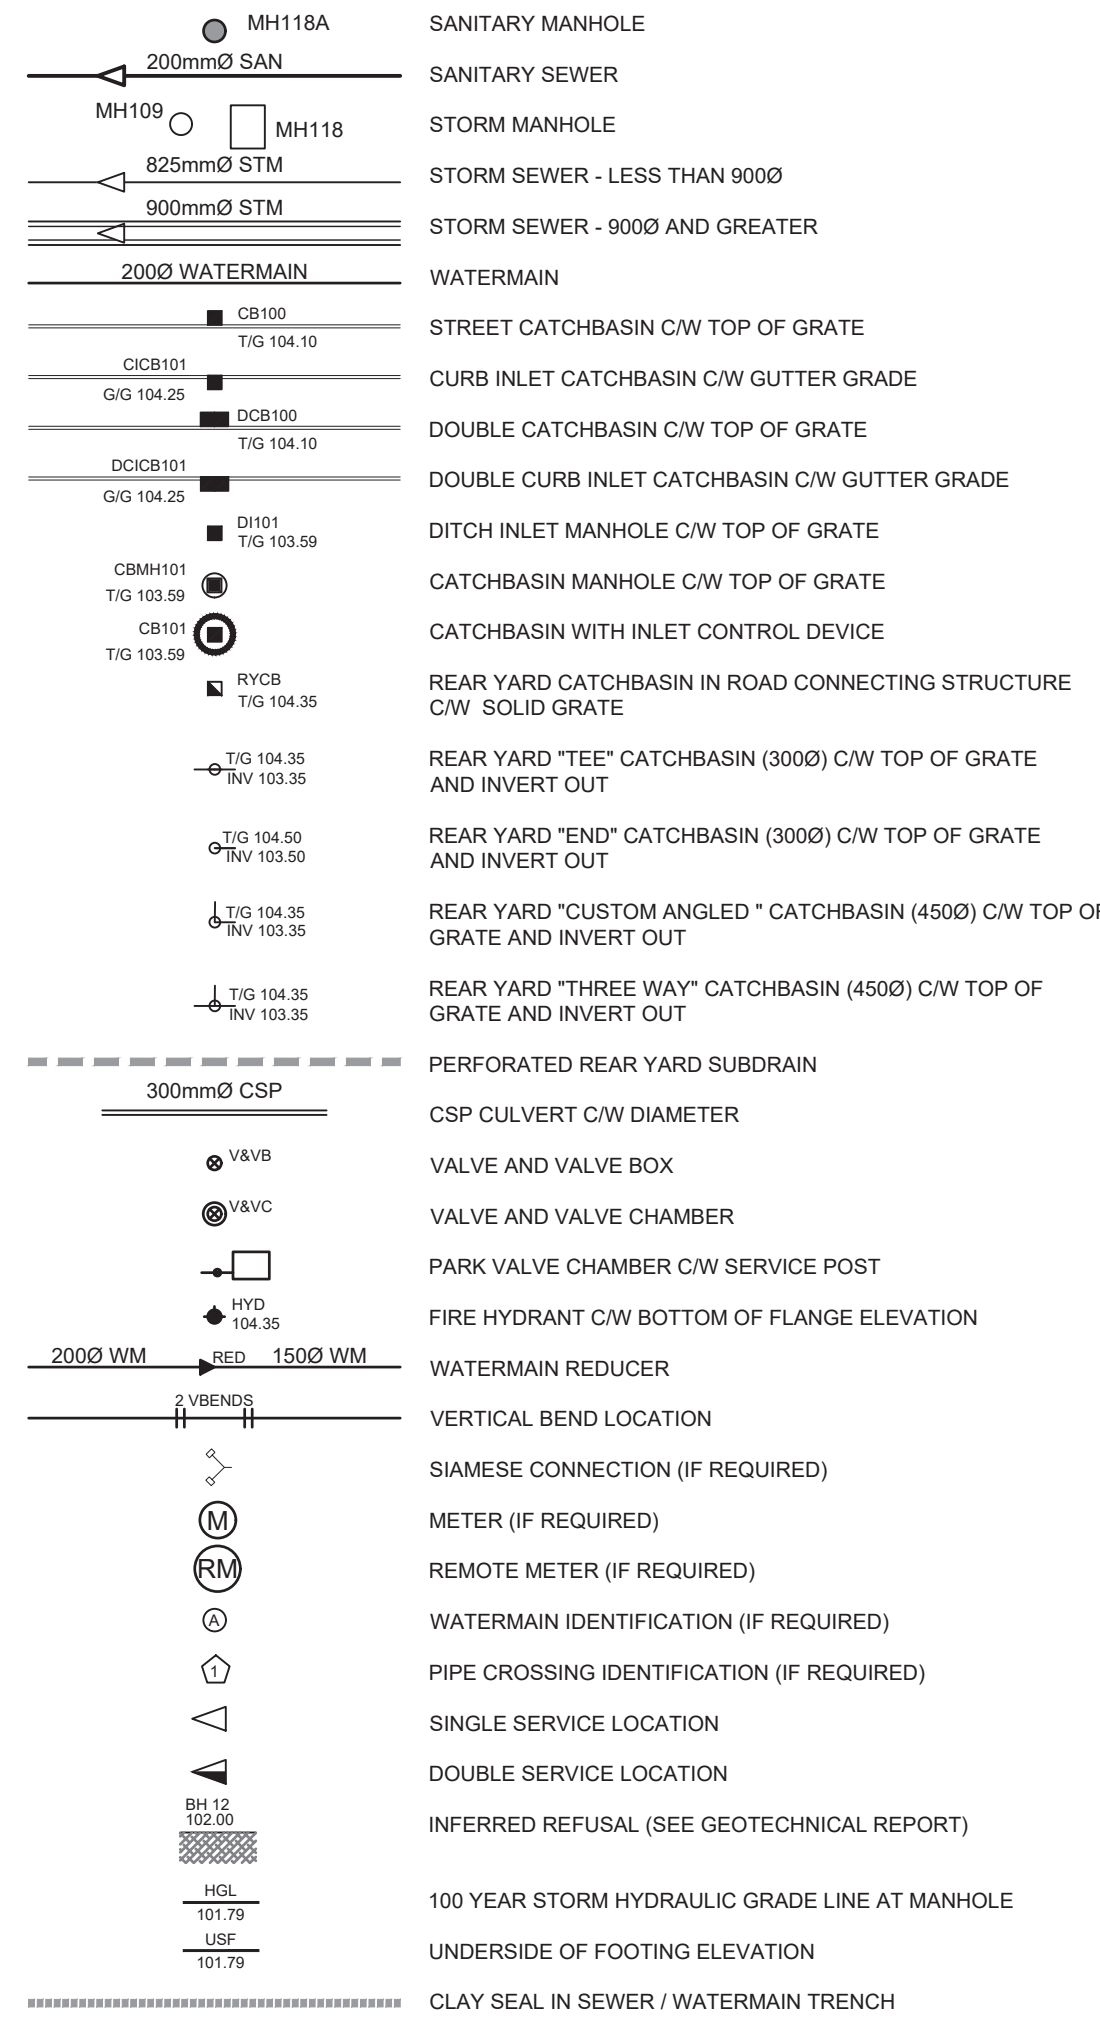 MH118A SANITARY MANHOLE
200mmØ SAN SANITARY SEWER
MH109 MH118 STORM MANHOLE
825mmØ STM STORM SEWER - LESS THAN 900Ø
900mmØ STM STORM SEWER - 900Ø AND GREATER
200Ø WATERMAIN WATERMAIN
CB100
T/G 104.10
STREET CATCHBASIN C/W TOP OF GRATE
CICB101
G/G 104.25
CURB INLET CATCHBASIN C/W GUTTER GRADE
DCB100
T/G 104.10
DOUBLE CATCHBASIN C/W TOP OF GRATE
DCICB101
G/G 104.25
DOUBLE CURB INLET CATCHBASIN C/W GUTTER GRADE
DI101
T/G 103.59
DITCH INLET MANHOLE C/W TOP OF GRATE
CBMH101
T/G 103.59
CATCHBASIN MANHOLE C/W TOP OF GRATE
CB101
T/G 103.59
CATCHBASIN WITH INLET CONTROL DEVICE
RYCB
T/G 104.35
REAR YARD CATCHBASIN IN ROAD CONNECTING STRUCTURE
C/W SOLID GRATE
T/G 104.35
INV 103.35
REAR YARD "TEE" CATCHBASIN (300Ø) C/W TOP OF GRATE
AND INVERT OUT
T/G 104.50
INV 103.50
REAR YARD "END" CATCHBASIN (300Ø) C/W TOP OF GRATE
AND INVERT OUT
T/G 104.35
INV 103.35
REAR YARD "CUSTOM ANGLED " CATCHBASIN (450Ø) C/W TOP OF
GRATE AND INVERT OUT
T/G 104.35
INV 103.35
REAR YARD "THREE WAY" CATCHBASIN (450Ø) C/W TOP OF
GRATE AND INVERT OUT
PERFORATED REAR YARD SUBDRAIN
300mmØ CSP CSP CULVERT C/W DIAMETER
V&VB VALVE AND VALVE BOX
V&VC VALVE AND VALVE CHAMBER
PARK VALVE CHAMBER C/W SERVICE POST
HYD
104.35
FIRE HYDRANT C/W BOTTOM OF FLANGE ELEVATION
200Ø WM RED 150Ø WM WATERMAIN REDUCER
2 VBENDS VERTICAL BEND LOCATION
SIAMESE CONNECTION (IF REQUIRED)
M METER (IF REQUIRED)
RM REMOTE METER (IF REQUIRED)
A WATERMAIN IDENTIFICATION (IF REQUIRED)
1 PIPE CROSSING IDENTIFICATION (IF REQUIRED)
SINGLE SERVICE LOCATION
DOUBLE SERVICE LOCATION
BH 12
102.00
INFERRED REFUSAL (SEE GEOTECHNICAL REPORT)
HGL
101.79
100 YEAR STORM HYDRAULIC GRADE LINE AT MANHOLE
USF
101.79
UNDERSIDE OF FOOTING ELEVATION
CLAY SEAL IN SEWER / WATERMAIN TRENCH